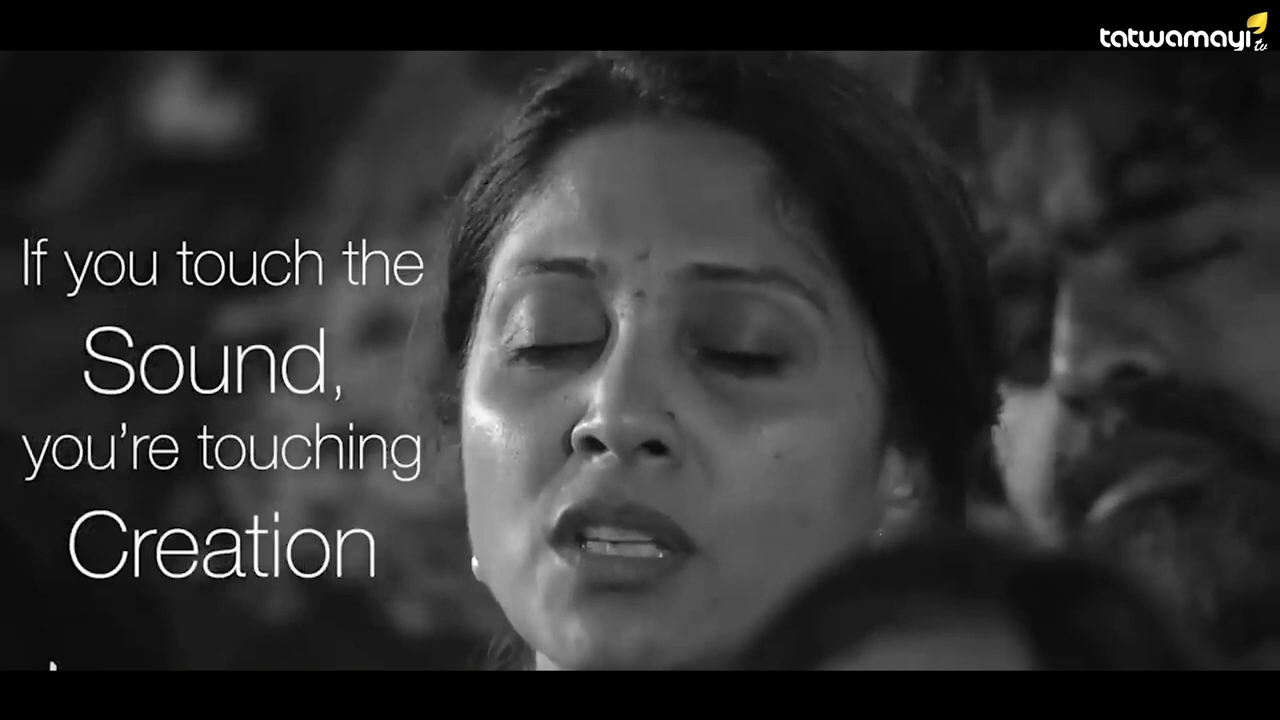 tatwamayi tv
If you touch the
Sound,
you're touching
Creation